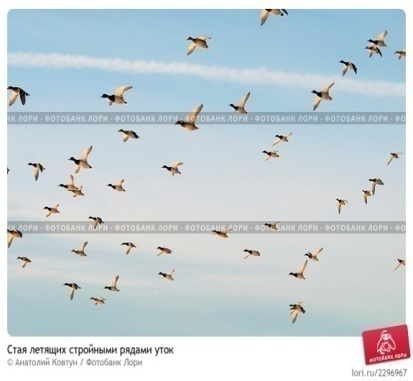 ФОТОБАНК ЛОРИ - ФОТОБАНК ЛОРИ - ФОТОБАНК ЛОРИ - ФОТОБАНК ЛОРИ - ФОТОБАНК ЛОРИ
ФОТОБАНК ЛОРИ - ФОТОБАНК ЛОРИ - ФОТОБАНК ЛОРИ - ФОТОБАНК ЛОРИ - ФОТОБАНК ЛОРИ
Стая летящих стройными рядами уток
© Анатолий Ковтун / Фотобанк Лори
ФОТОБАНК ЛОРИ
lori.ru/2296967